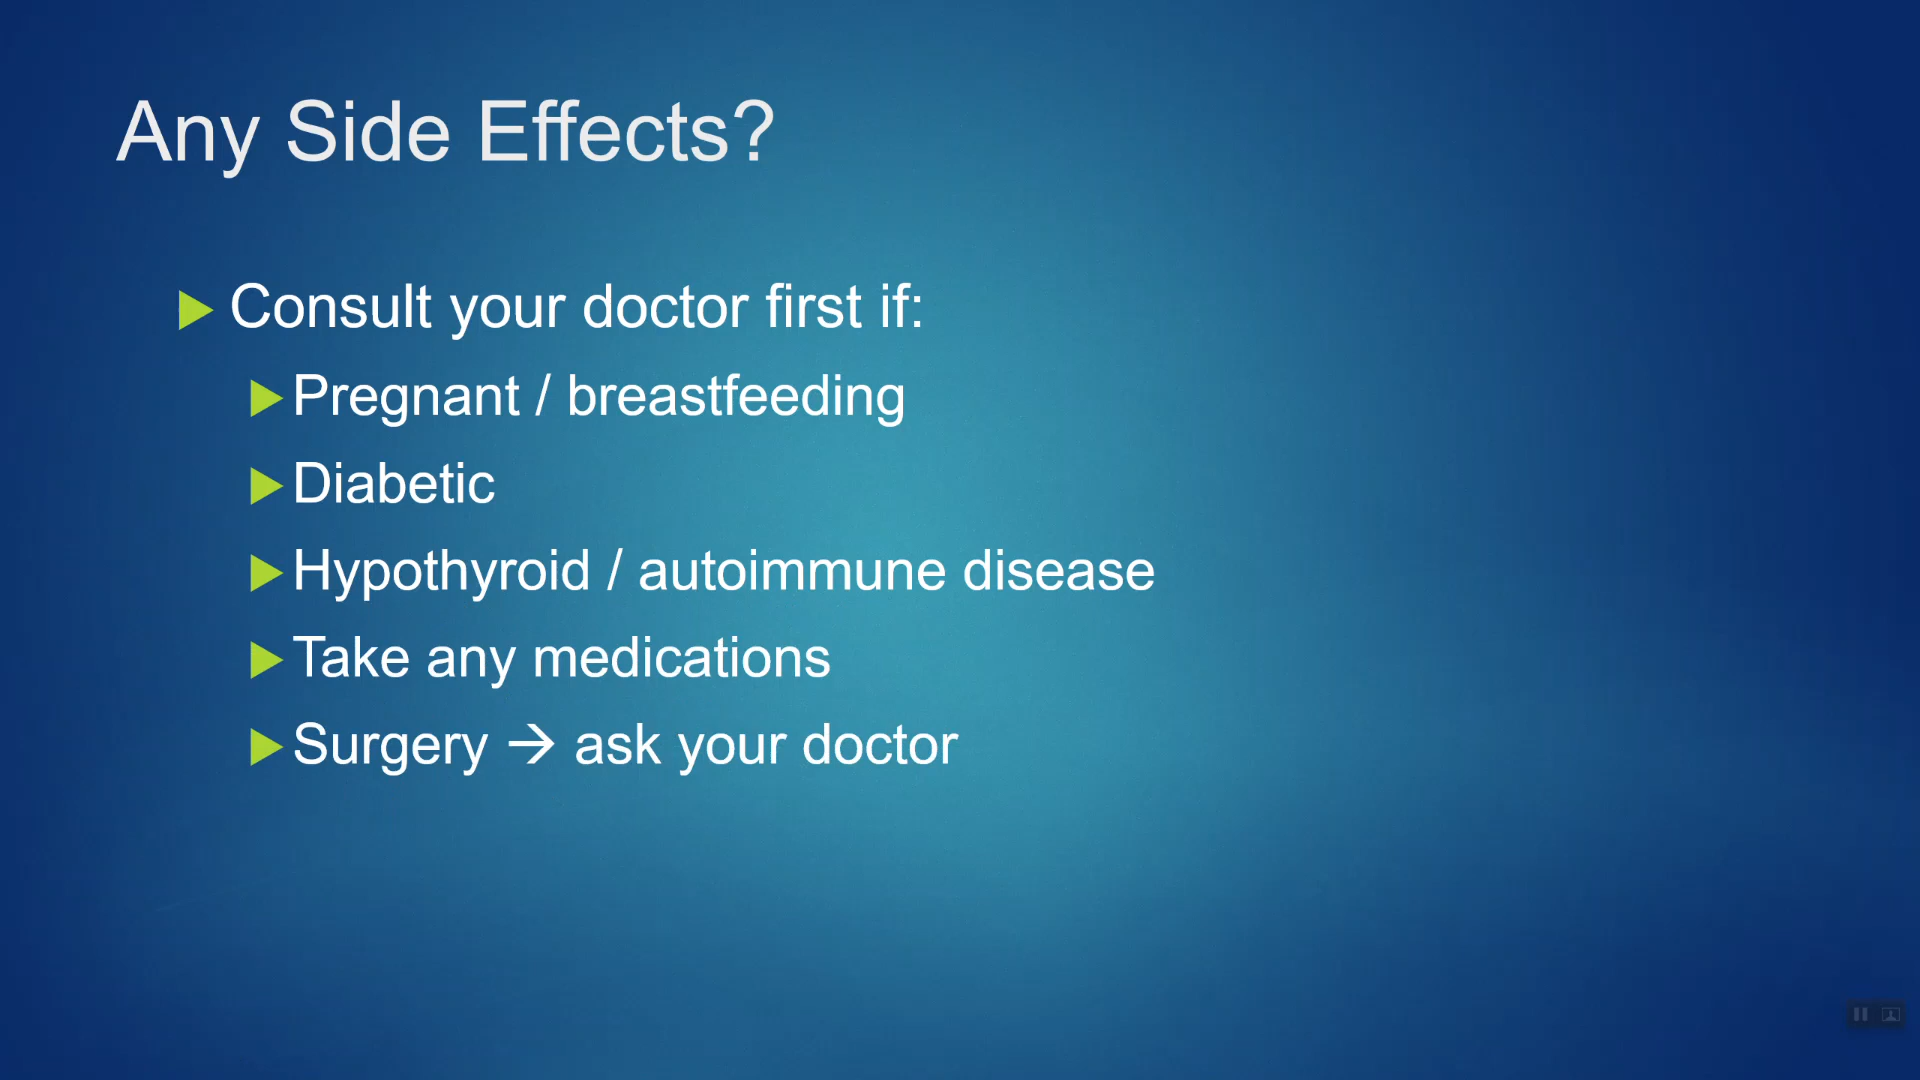 Any Side Effects?
Consult your doctor first if:
Pregnant / breastfeeding
Diabetic
Hypothyroid / autoimmune disease
Take any medications
Surgery → ask your doctor